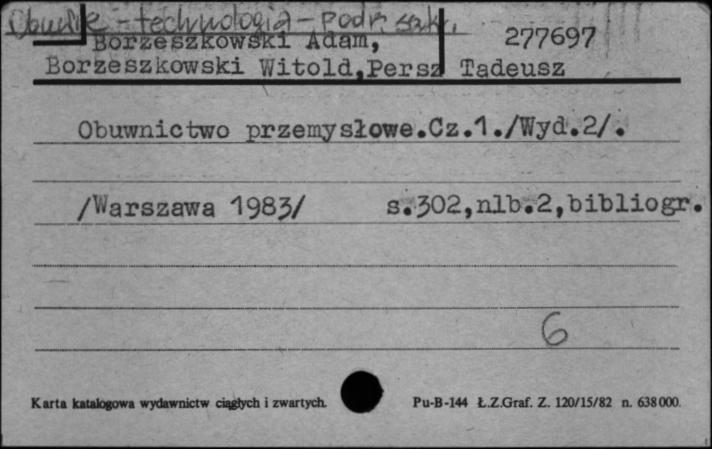 Obuwie - technologia - podr. szk.
Borzeszkowski Adam, 277697
Borzeszkowski Witold,Persz Tadeusz
Obuwnictwo przemysłowe.Cz.1./Wyd.2/.
/Warszawa 1983/ s.302,nlb.2,bibliogr.
6
Karta katalogowa wydawnictw ciągłych i zwartych. Pu-B-144 Ł.Z.Graf. Z. 120/15/82 n. 638000.